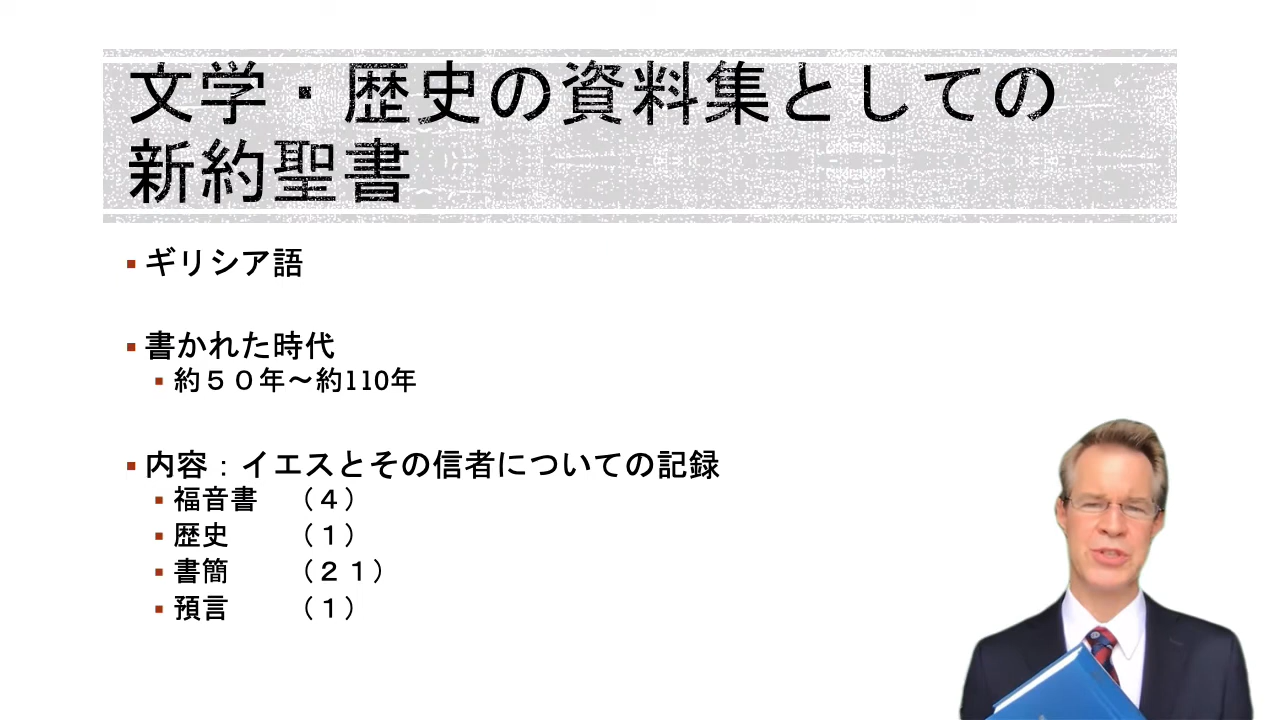 文学・歴史の資料集としての
新約聖書
ギリシア語
書かれた時代
約５０年～約110年
内容：イエスとその信者についての記録
福音書 （４）
歴史 （１）
書簡 （２１）
預言 （１）